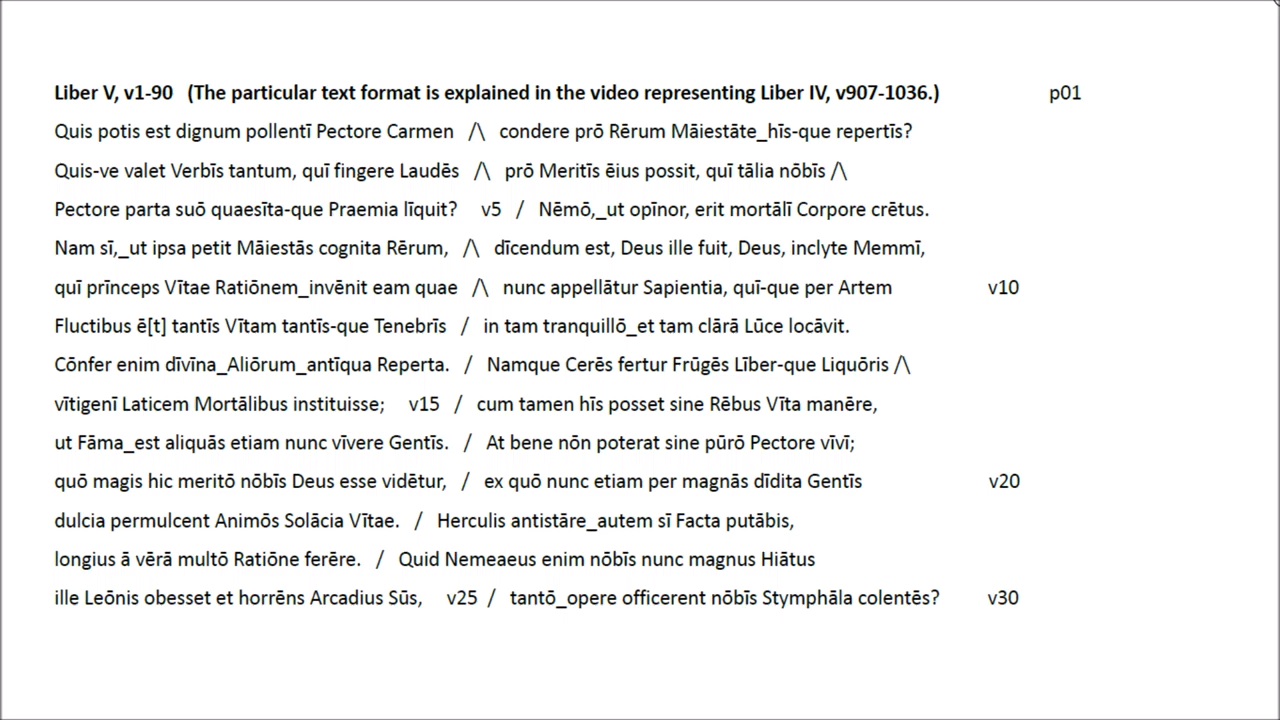 Liber V, v1-90 (The particular text format is explained in the video representing Liber IV, v907-1036.) p01
Quis potis est dignum pollentī Pectore Carmen /\ condere prō Rērum Māiestāte_hīs-que repertīs?
Quis-ve valet Verbīs tantum, quī fingere Laudēs /\ prō Meritīs ēius possit, quī tālia nōbīs /\
Pectore parta suō quaesīta-que Praemia līquit? v5 / Nēmō,_ut opīnor, erit mortālī Corpore crētus.
Nam sī,_ut ipsa petit Māiestās cognita Rērum, /\ dīcendum est, Deus ille fuit, Deus, inclyte Memmī,
quī prīnceps Vītae Ratiōnem_invēnit eam quae /\ nunc appellātur Sapientia, quī-que per Artem v10
Fluctibus ē[t] tantīs Vītam tantīs-que Tenebrīs / in tam tranquillō_et tam clārā Lūce locāvit.
Cōnfer enim dīvīna_Aliōrum_antīqua Reperta. / Namque Cerēs fertur Frūgēs Līber-que Liquōris /\
vītigenī Laticem Mortālibus instituisse; v15 / cum tamen hīs posset sine Rēbus Vīta manēre,
ut Fāma_est aliquās etiam nunc vīvere Gentīs. / At bene nōn poterat sine pūrō Pectore vīvī;
quō magis hic meritō nōbīs Deus esse vidētur, / ex quō nunc etiam per magnās dīdita Gentīs v20
dulcia permulcent Animōs Solācia Vītae. / Herculis antistāre_autem sī Facta putābis,
longius ā vērā multō Ratiōne ferēre. / Quid Nemeaeus enim nōbīs nunc magnus Hiātus
ille Leōnis obesset et horrēns Arcadius Sūs, v25 / tantō_opere officerent nōbīs Stymphāla colentēs? v30